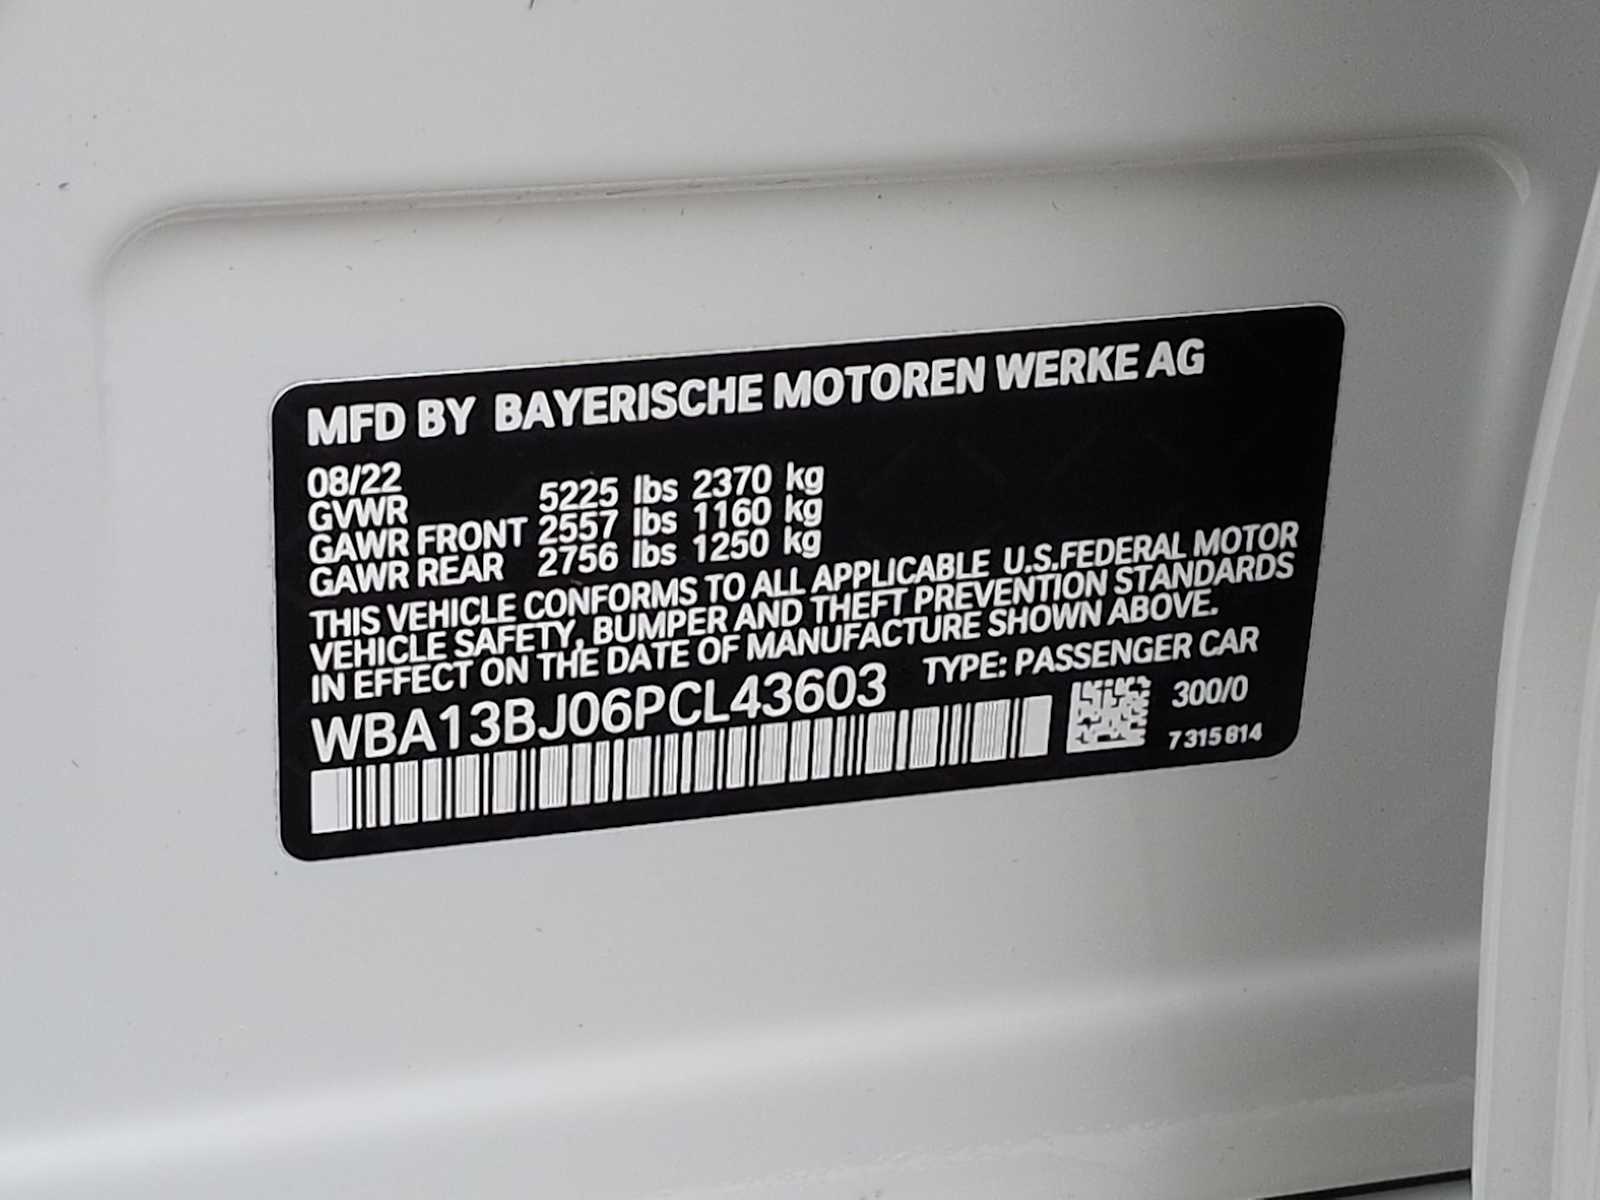 MFD BY BAYERISCHE MOTOREN WERKE AG
08/22
GVWR 5225 lbs 2370 kg
GAWR FRONT 2557 lbs 1160 kg
GAWR REAR 2756 lbs 1250 kg
THIS VEHICLE CONFORMS TO ALL APPLICABLE U.S.FEDERAL MOTOR
VEHICLE SAFETY, BUMPER AND THEFT PREVENTION STANDARDS
IN EFFECT ON THE DATE OF MANUFACTURE SHOWN ABOVE.
WBA13BJ06PCL43603 TYPE: PASSENGER CAR
300/0
7 315 814